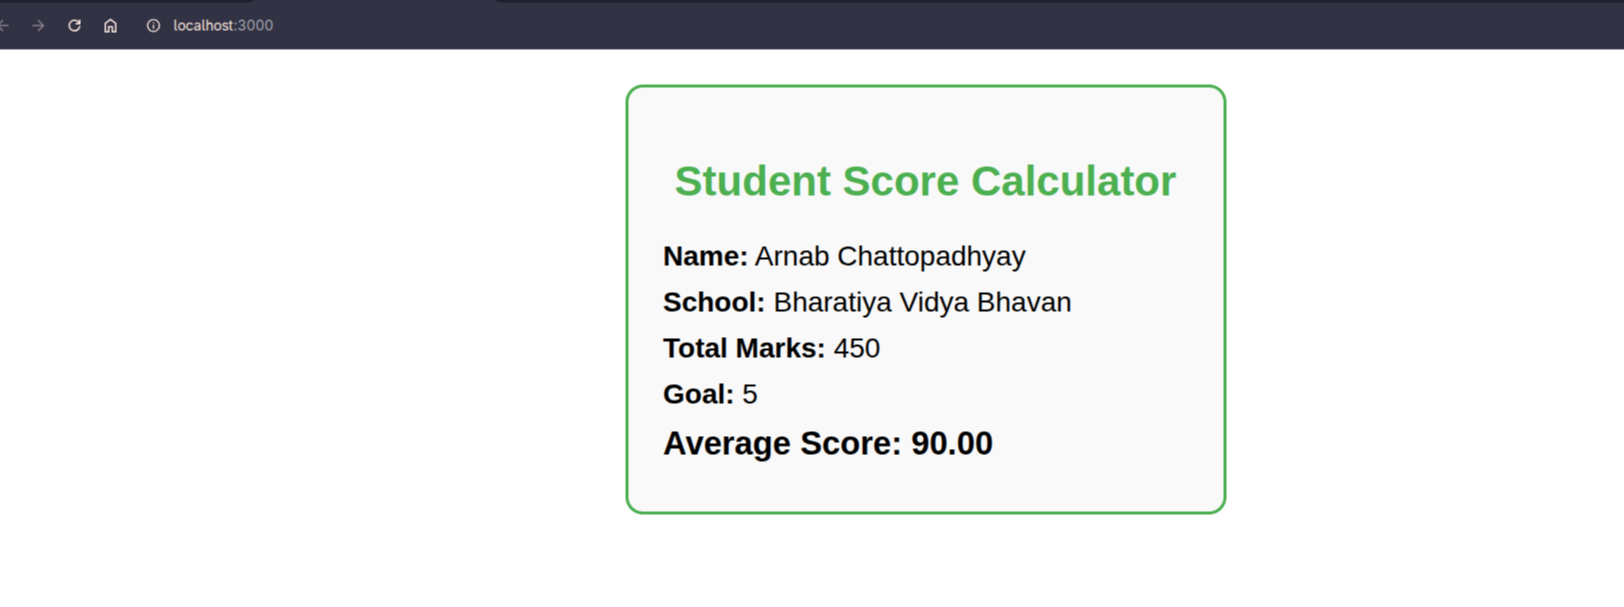 localhost:3000
Student Score Calculator
Name: Arnab Chattopadhyay
School: Bharatiya Vidya Bhavan
Total Marks: 450
Goal: 5
Average Score: 90.00